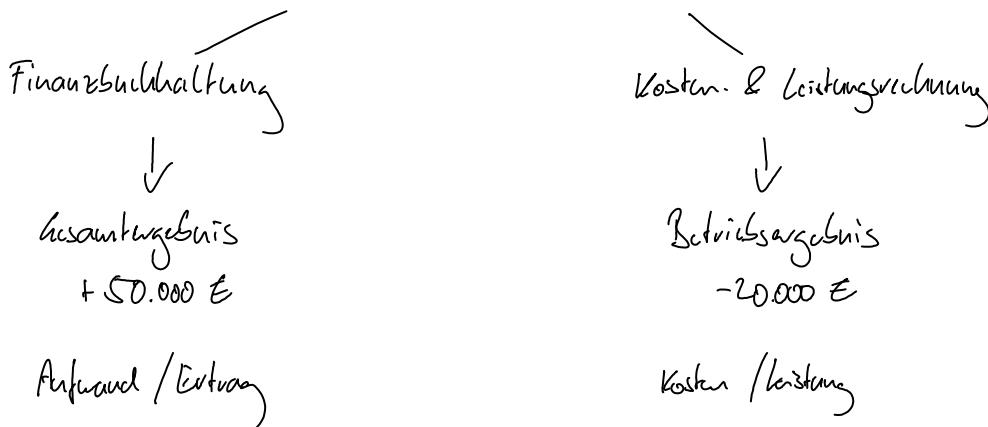 Finanzbuchhaltung
Kosten- & Leistungsrechnung
Gesamtergebnis
+ 50.000 €
Betriebsergebnis
-20.000 €
Aufwand / Ertrag
Kosten / Leistung